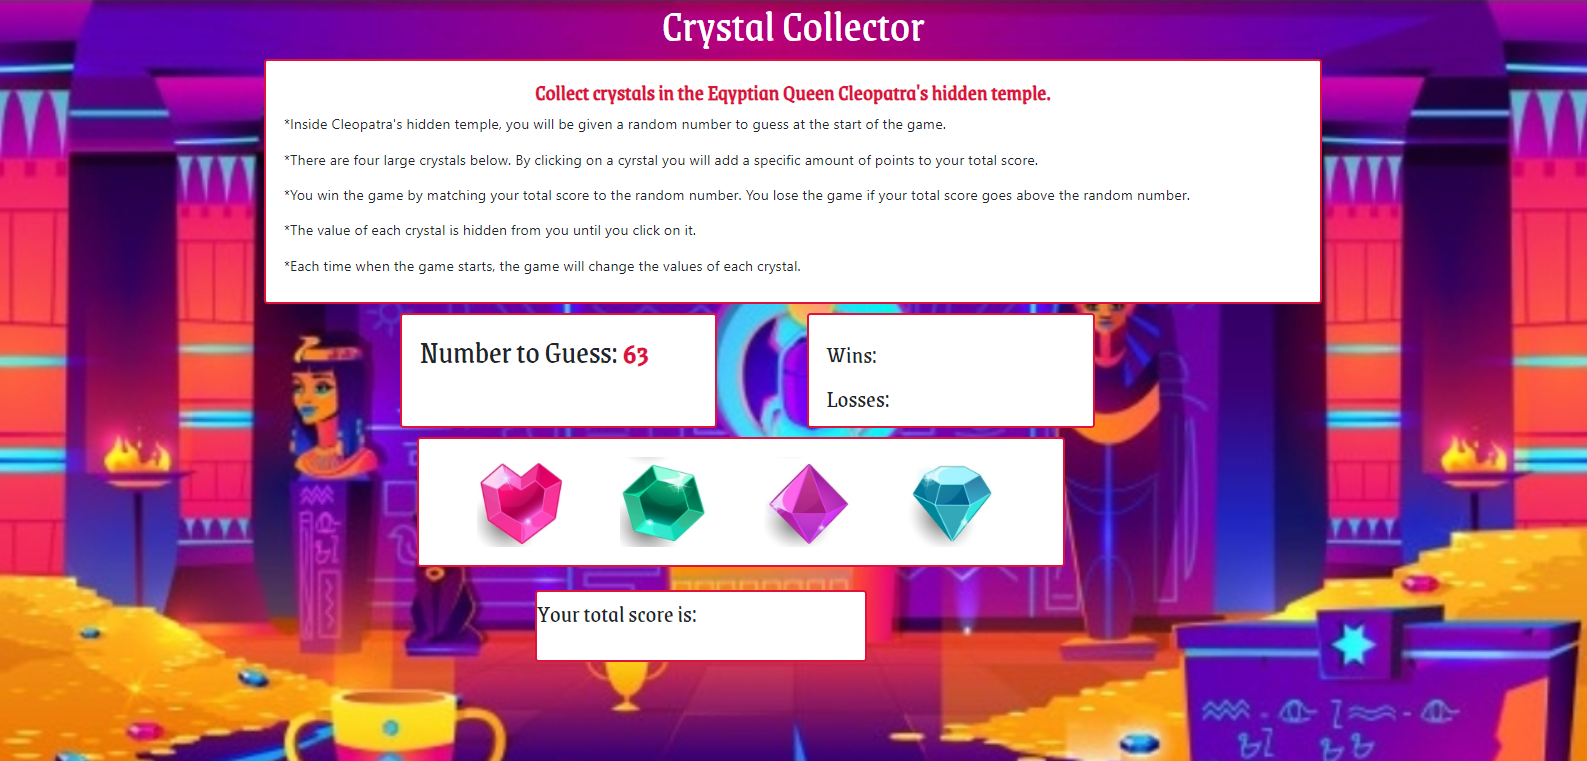 Crystal Collector
Collect crystals in the Eqyptian Queen Cleopatra's hidden temple.
*Inside Cleopatra's hidden temple, you will be given a random number to guess at the start of the game.
*There are four large crystals below. By clicking on a cyrstal you will add a specific amount of points to your total score.
*You win the game by matching your total score to the random number. You lose the game if your total score goes above the random number.
*The value of each crystal is hidden from you until you click on it.
*Each time when the game starts, the game will change the values of each crystal.
Number to Guess: 63
Wins:
Losses:
Your total score is: